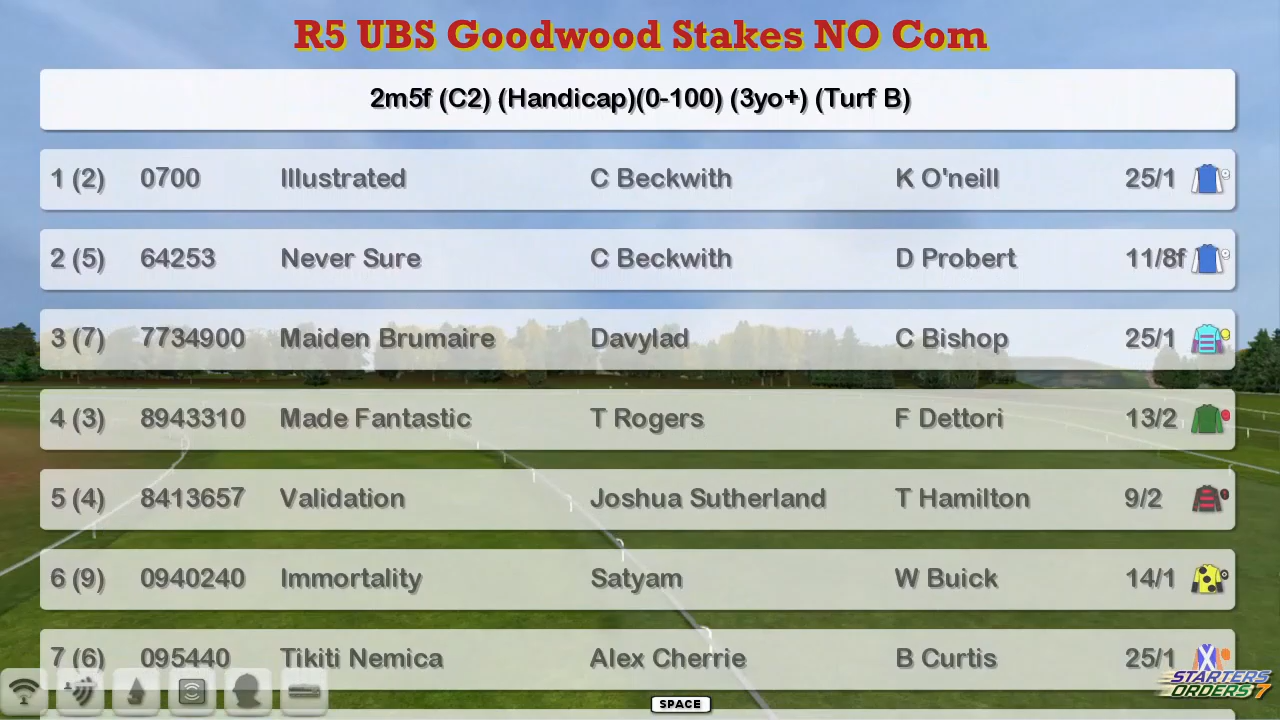 R5 UBS Goodwood Stakes NO Com
2m5f (C2) (Handicap)(0-100) (3yo+) (Turf B)
1 (2) 0700 Illustrated C Beckwith K O'neill 25/1
2 (5) 64253 Never Sure C Beckwith D Probert 11/8f
3 (7) 7734900 Maiden Brumaire Davylad C Bishop 25/1
4 (3) 8943310 Made Fantastic T Rogers F Dettori 13/2
5 (4) 8413657 Validation Joshua Sutherland T Hamilton 9/2
6 (9) 0940240 Immortality Satyam W Buick 14/1
7 (6) 095440 Tikiti Nemica Alex Cherrie B Curtis 25/1
STARTERS
ORDERS 7
SPACE